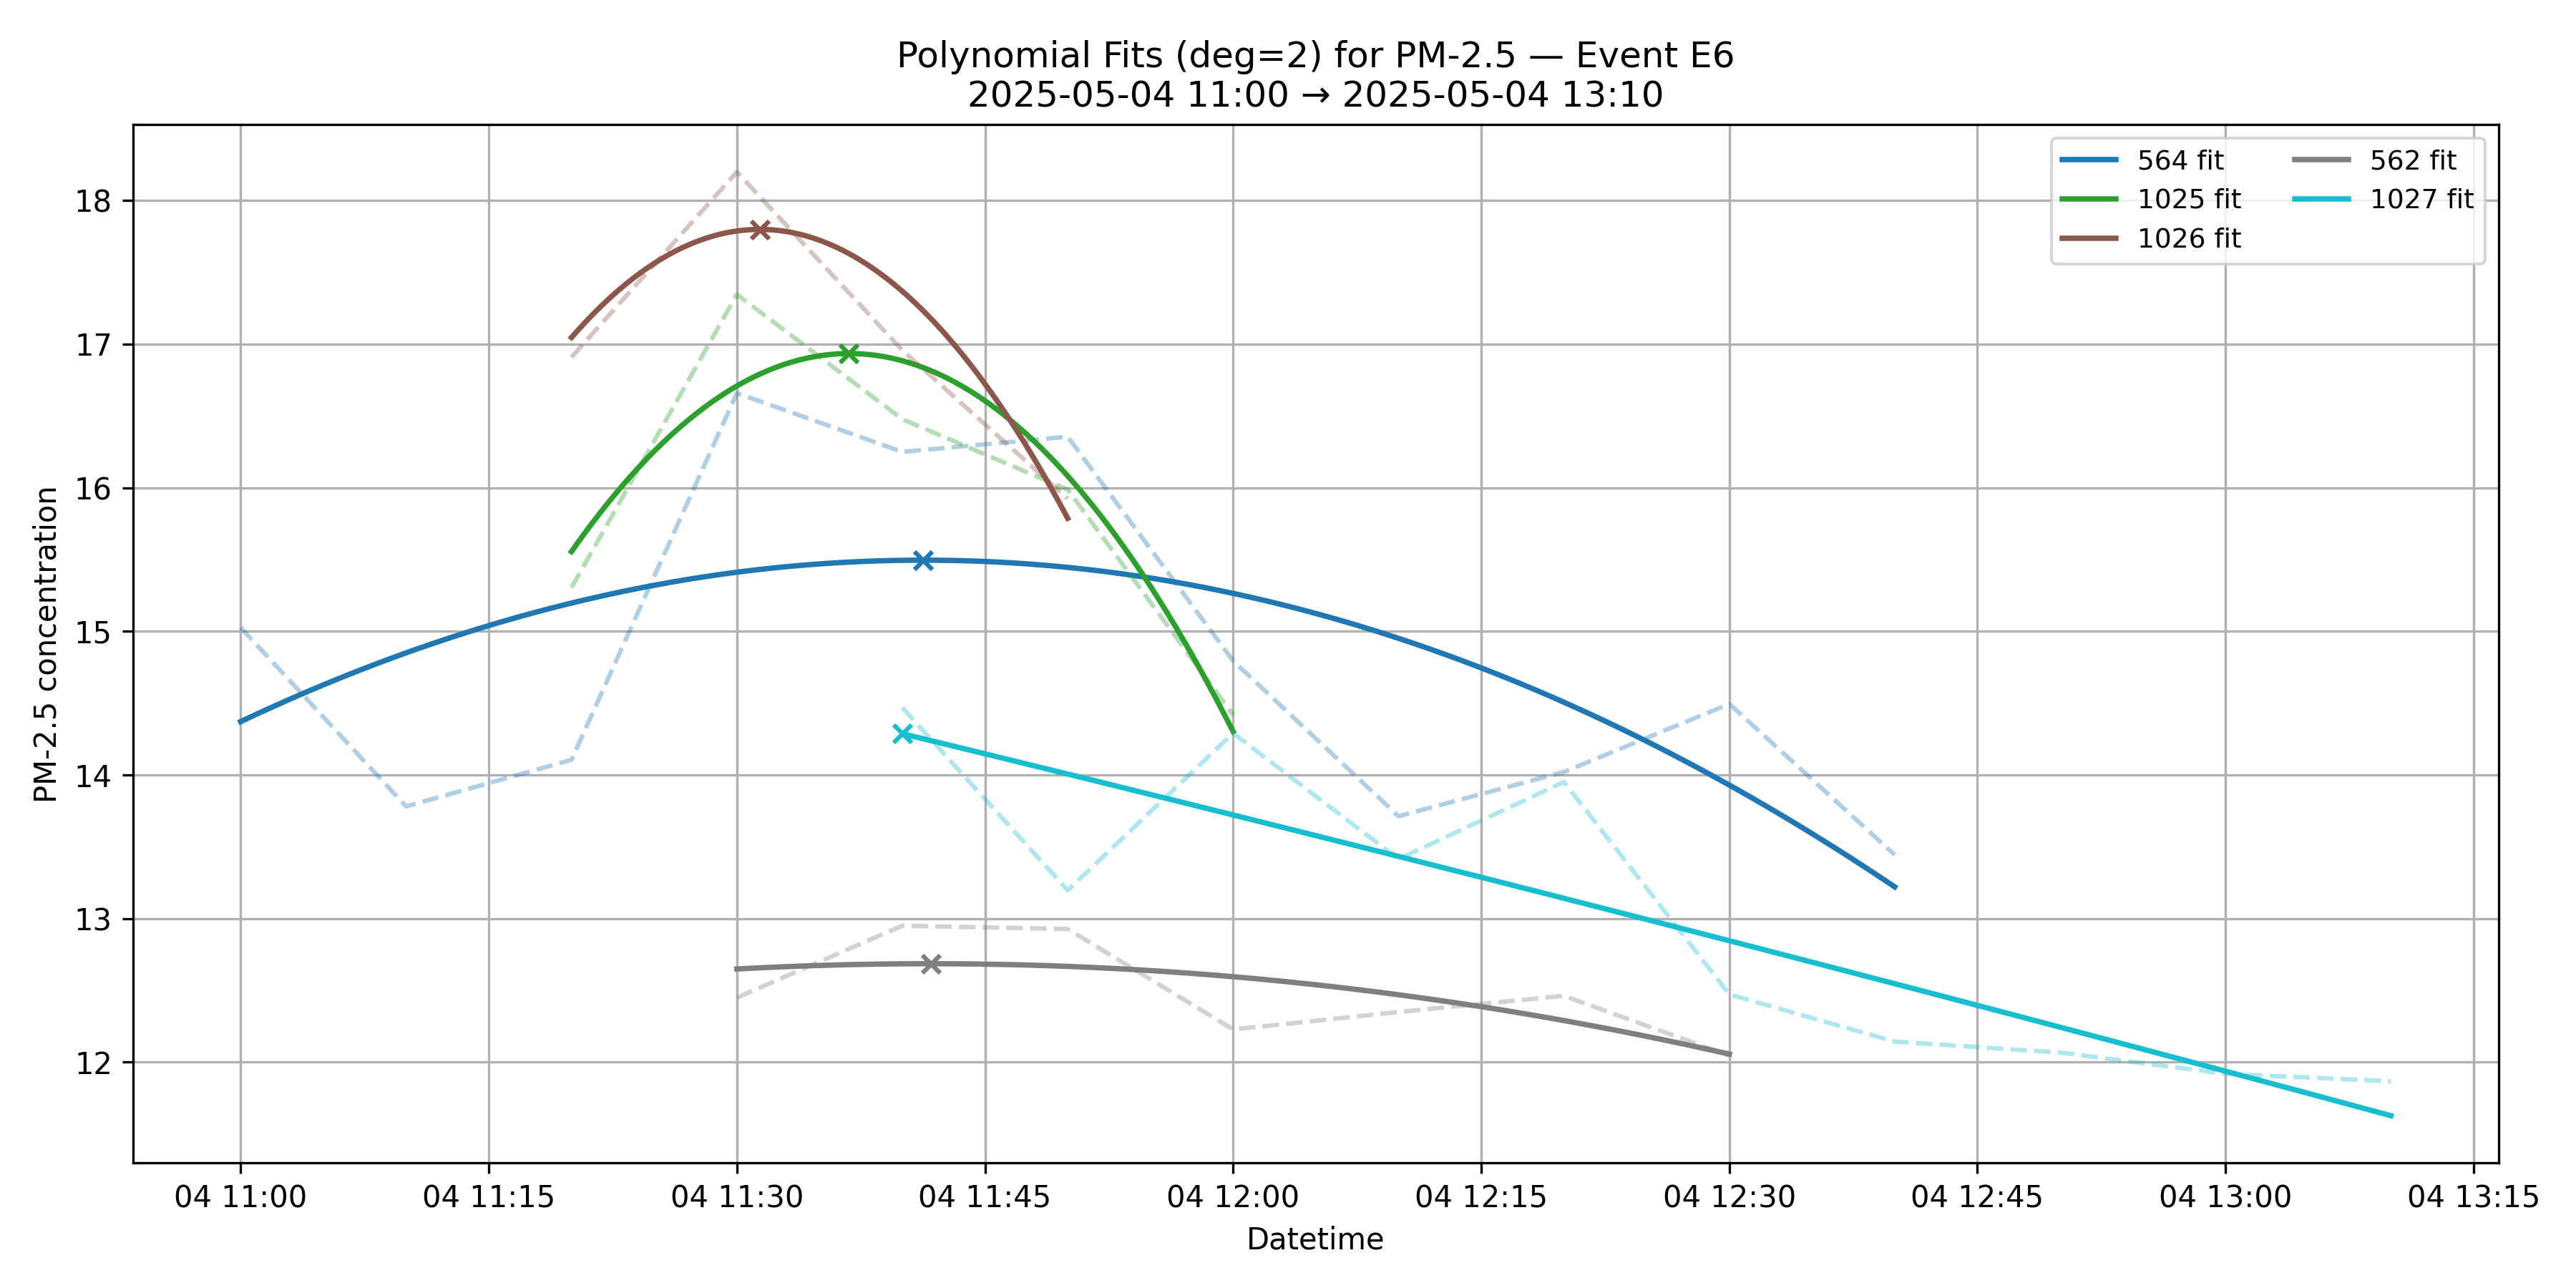 Polynomial Fits (deg=2) for PM-2.5 — Event E6
2025-05-04 11:00 → 2025-05-04 13:10
564 fit
1025 fit
1026 fit
562 fit
1027 fit
PM-2.5 concentration
18
17
16
15
14
13
12
04 11:00
04 11:15
04 11:30
04 11:45
04 12:00
04 12:15
04 12:30
04 12:45
04 13:00
04 13:15
Datetime